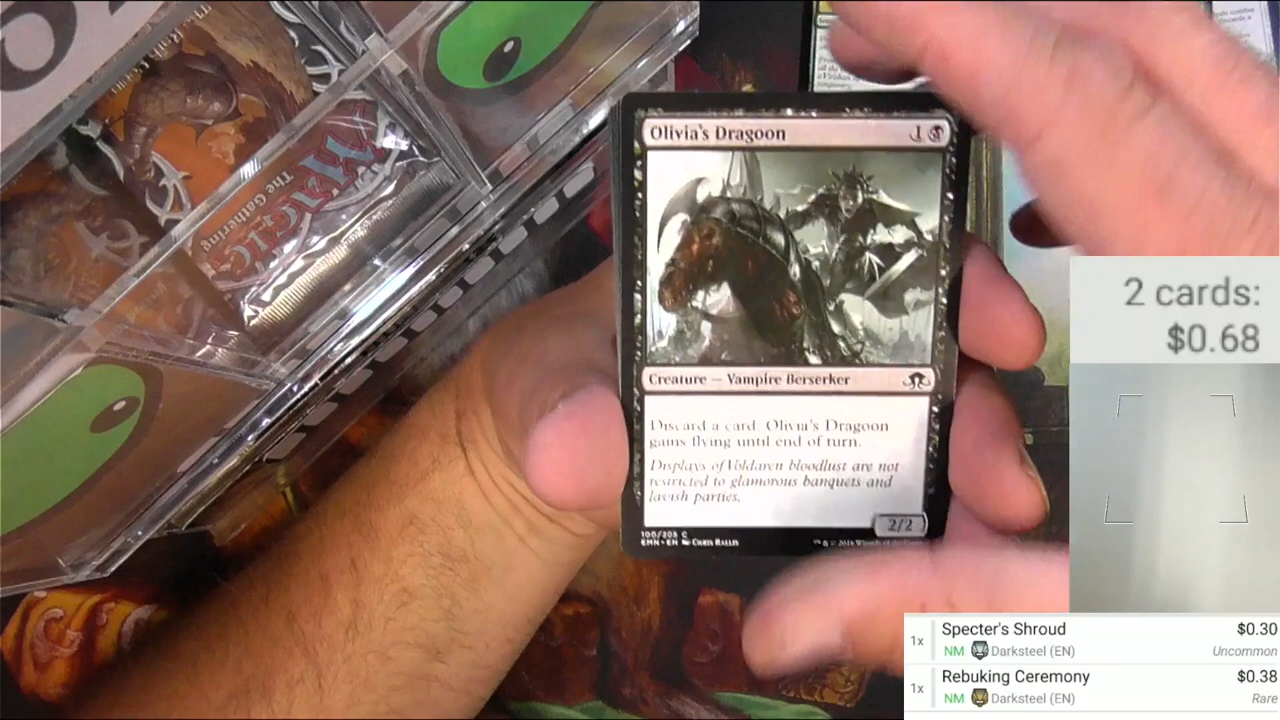 MAGIC
The Gathering
Olivia's Dragoon 1
Creature — Vampire Berserker
Discard a card: Olivia's Dragoon
gains flying until end of turn.
Displays of Voldaren bloodlust are not
restricted to glamorous banquets and
lavish parties.
2/2
100/205 C
EMN • EN Chris Rallis
2 cards:
$0.68
1x Specter's Shroud $0.30
NM Darksteel (EN) Uncommon
1x Rebuking Ceremony $0.38
NM Darksteel (EN) Rare